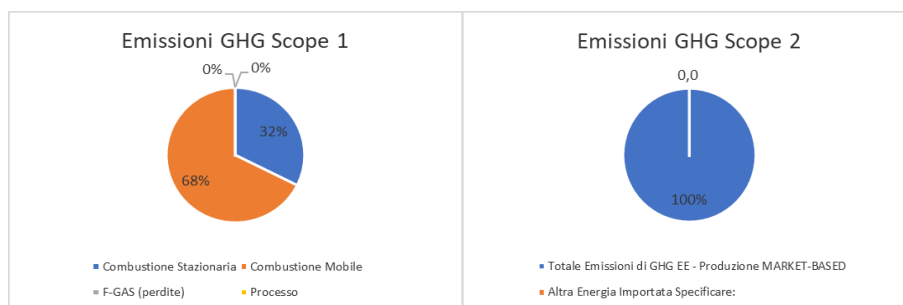 Emissioni GHG Scope 1
0%
0%
32%
68%
Combustione Stazionaria
Combustione Mobile
F-GAS (perdite)
Processo
Emissioni GHG Scope 2
0,0
100%
Totale Emissioni di GHG EE - Produzione MARKET-BASED
Altra Energia Importata Specificare: